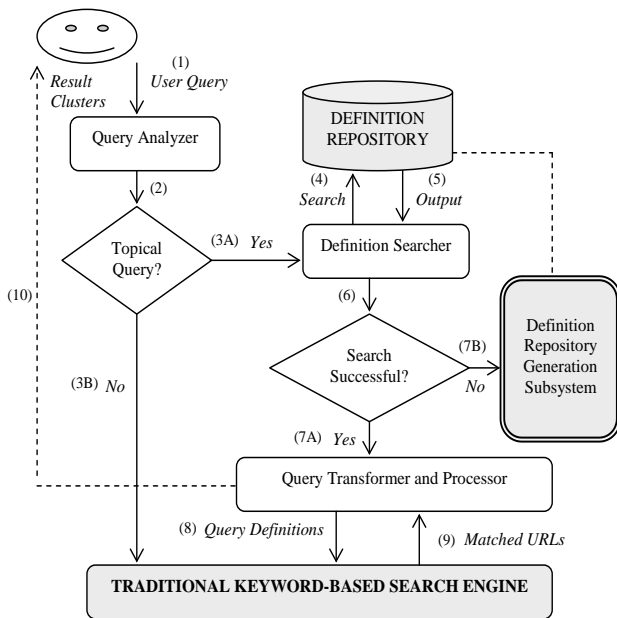 (1)
Result
Clusters
User Query
Query Analyzer
DEFINITION
REPOSITORY
(2)
(4)
Search
(5)
Output
Topical
Query?
(3A) Yes
Definition Searcher
(6)
(10)
Search
Successful?
(7B)
No
Definition
Repository
Generation
Subsystem
(3B) No
(7A) Yes
Query Transformer and Processor
(8) Query Definitions
(9) Matched URLs
TRADITIONAL KEYWORD-BASED SEARCH ENGINE